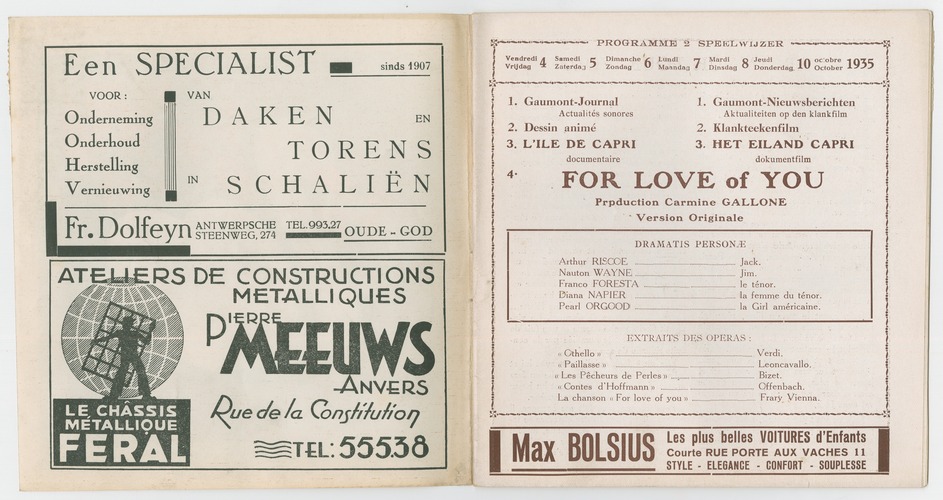 Een SPECIALIST sinds 1907
VOOR : VAN
Onderneming DAKEN EN
Onderhoud TORENS
Herstelling
Vernieuwing IN SCHALIËN
Fr. Dolfeyn ANTWERPSCHE STEENWEG, 274 TEL. 993.27 OUDE-GOD
ATELIERS DE CONSTRUCTIONS
METALLIQUES
PIERRE
MEEUWS
ANVERS
Rue de la Constitution
TEL: 555.38
LE CHÂSSIS
MÉTALLIQUE
FERAL
PROGRAMME 2 SPEELWIJZER
Vendredi Vrijdag 4 Samedi Zaterdag 5 Dimanche Zondag 6 Lundi Maandag 7 Mardi Dinsdag 8 Jeudi Donderdag 10 octobre October 1935
1. Gaumont-Journal
Actualités sonores
2. Dessin animé
3. L'ILE DE CAPRI
documentaire
1. Gaumont-Nieuwsberichten
Aktualiteiten op den klankfilm
2. Klankteekenfilm
3. HET EILAND CAPRI
dokumentfilm
4. FOR LOVE of YOU
Prpduction Carmine GALLONE
Version Originale
DRAMATIS PERSONÆ
Arthur RISCOE Jack.
Nauton WAYNE Jim.
Franco FORESTA le ténor.
Diana NAPIER la femme du ténor.
Pearl ORGOOD la Girl américaine.
EXTRAITS DES OPERAS :
« Othello » Verdi.
« Paillasse » Leoncavallo.
« Les Pêcheurs de Perles » Bizet.
« Contes d'Hoffmann » Offenbach.
La chanson « For love of you » Frary Vienna.
Max BOLSIUS
Les plus belles VOITURES d'Enfants
Courte RUE PORTE AUX VACHES 11
STYLE - ELEGANCE - CONFORT - SOUPLESSE